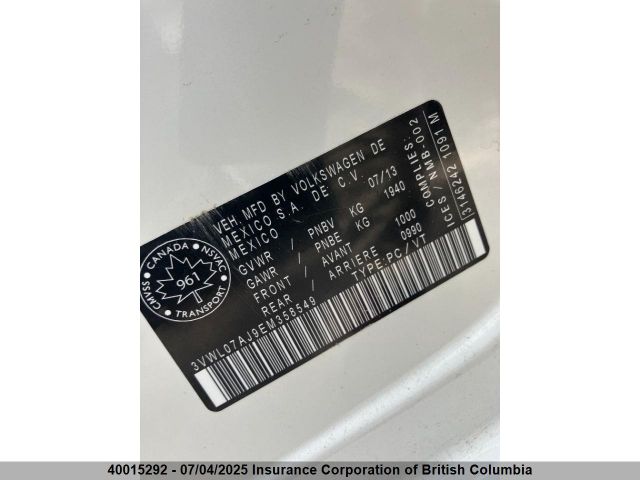 VEH. MFD BY VOLKSWAGEN DE
MEXICO S.A. DE C.V.
MEXICO 07/13
GVWR / PNBV KG 1940
GAWR / PNBE KG
FRONT / AVANT 1000
REAR / ARRIERE 0990
TYPE:PC/VT
COMPLIES:
ICES / NMB-002
3146242 1091 M
CANADA
NSVAC
TRANSPORT
CMVSS
961
3VWL07AJ9EM358549
40015292 - 07/04/2025 Insurance Corporation of British Columbia